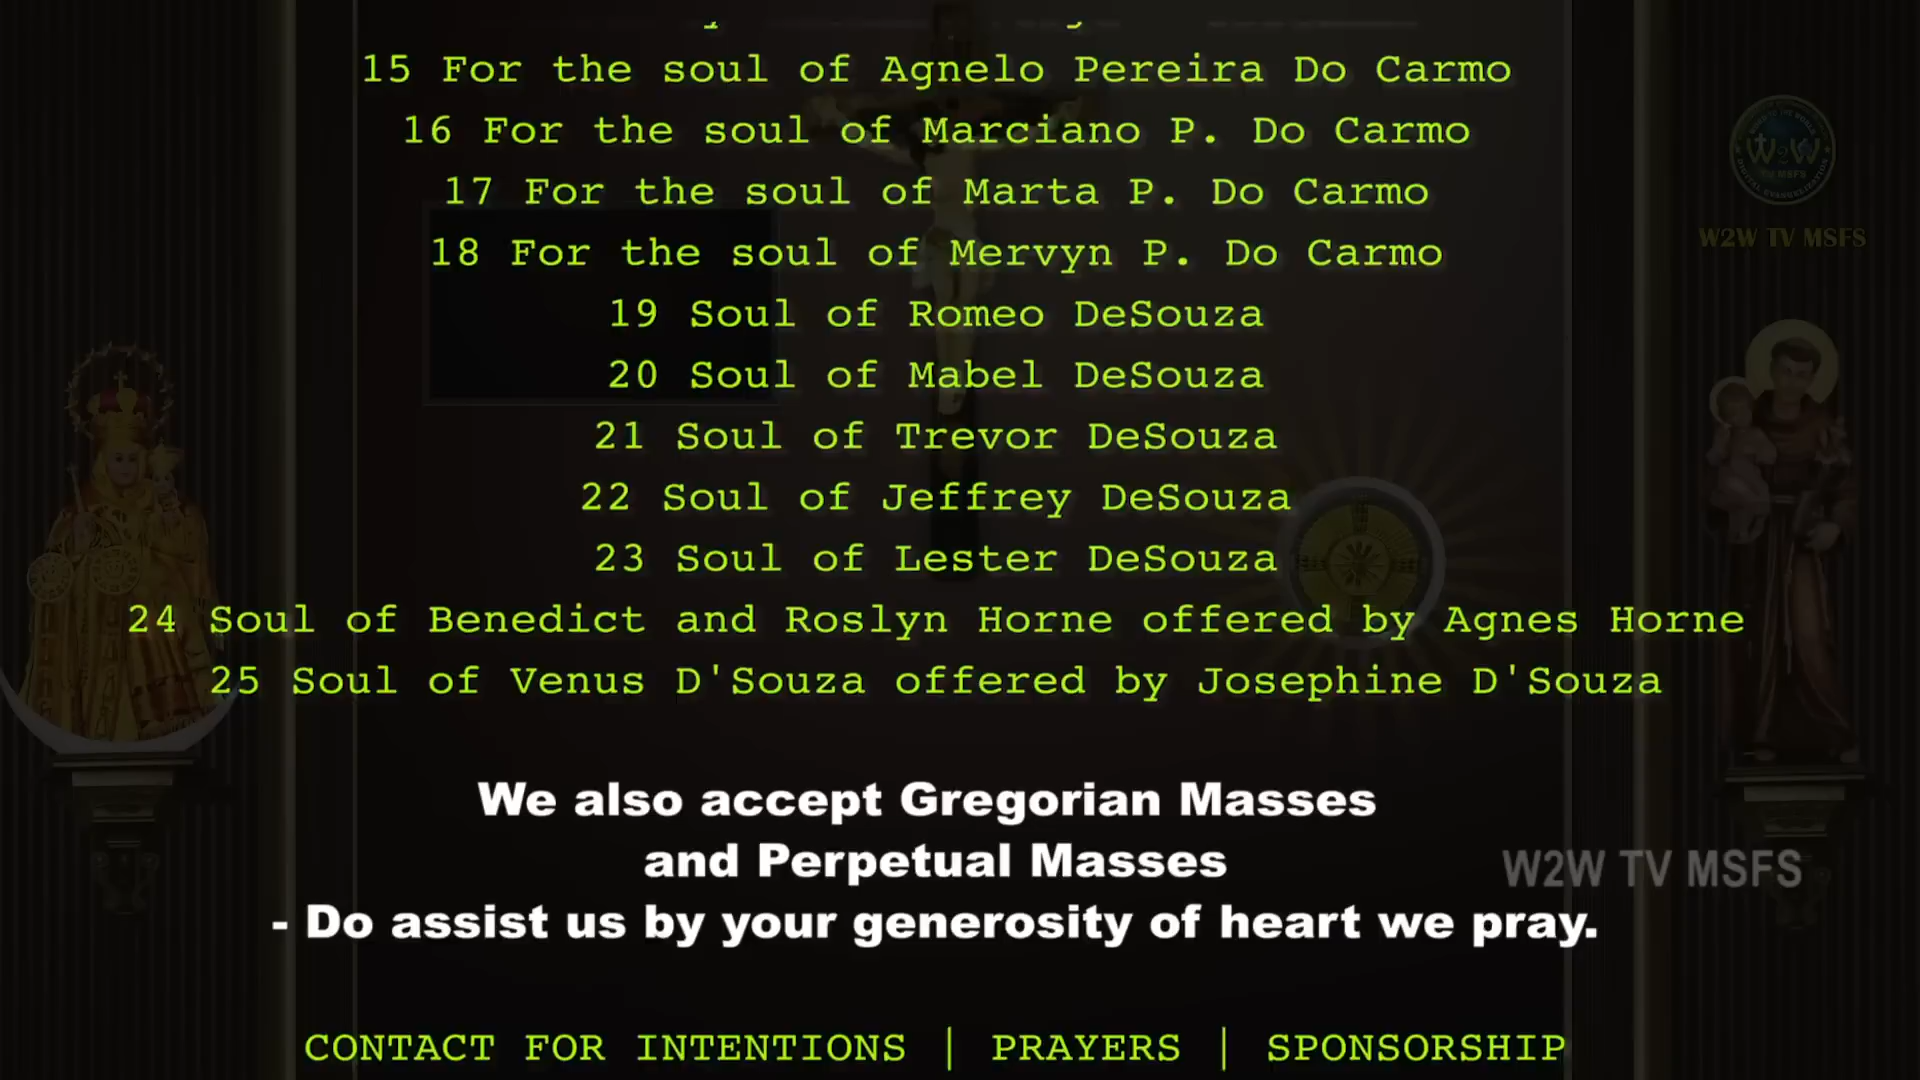 15 For the soul of Agnelo Pereira Do Carmo
16 For the soul of Marciano P. Do Carmo
17 For the soul of Marta P. Do Carmo
18 For the soul of Mervyn P. Do Carmo
19 Soul of Romeo DeSouza
20 Soul of Mabel DeSouza
21 Soul of Trevor DeSouza
22 Soul of Jeffrey DeSouza
23 Soul of Lester DeSouza
24 Soul of Benedict and Roslyn Horne offered by Agnes Horne
25 Soul of Venus D'Souza offered by Josephine D'Souza
We also accept Gregorian Masses
and Perpetual Masses
- Do assist us by your generosity of heart we pray.
CONTACT FOR INTENTIONS | PRAYERS | SPONSORSHIP
W2W
TV MSFS
W2W TV MSFS
W2W TV MSFS